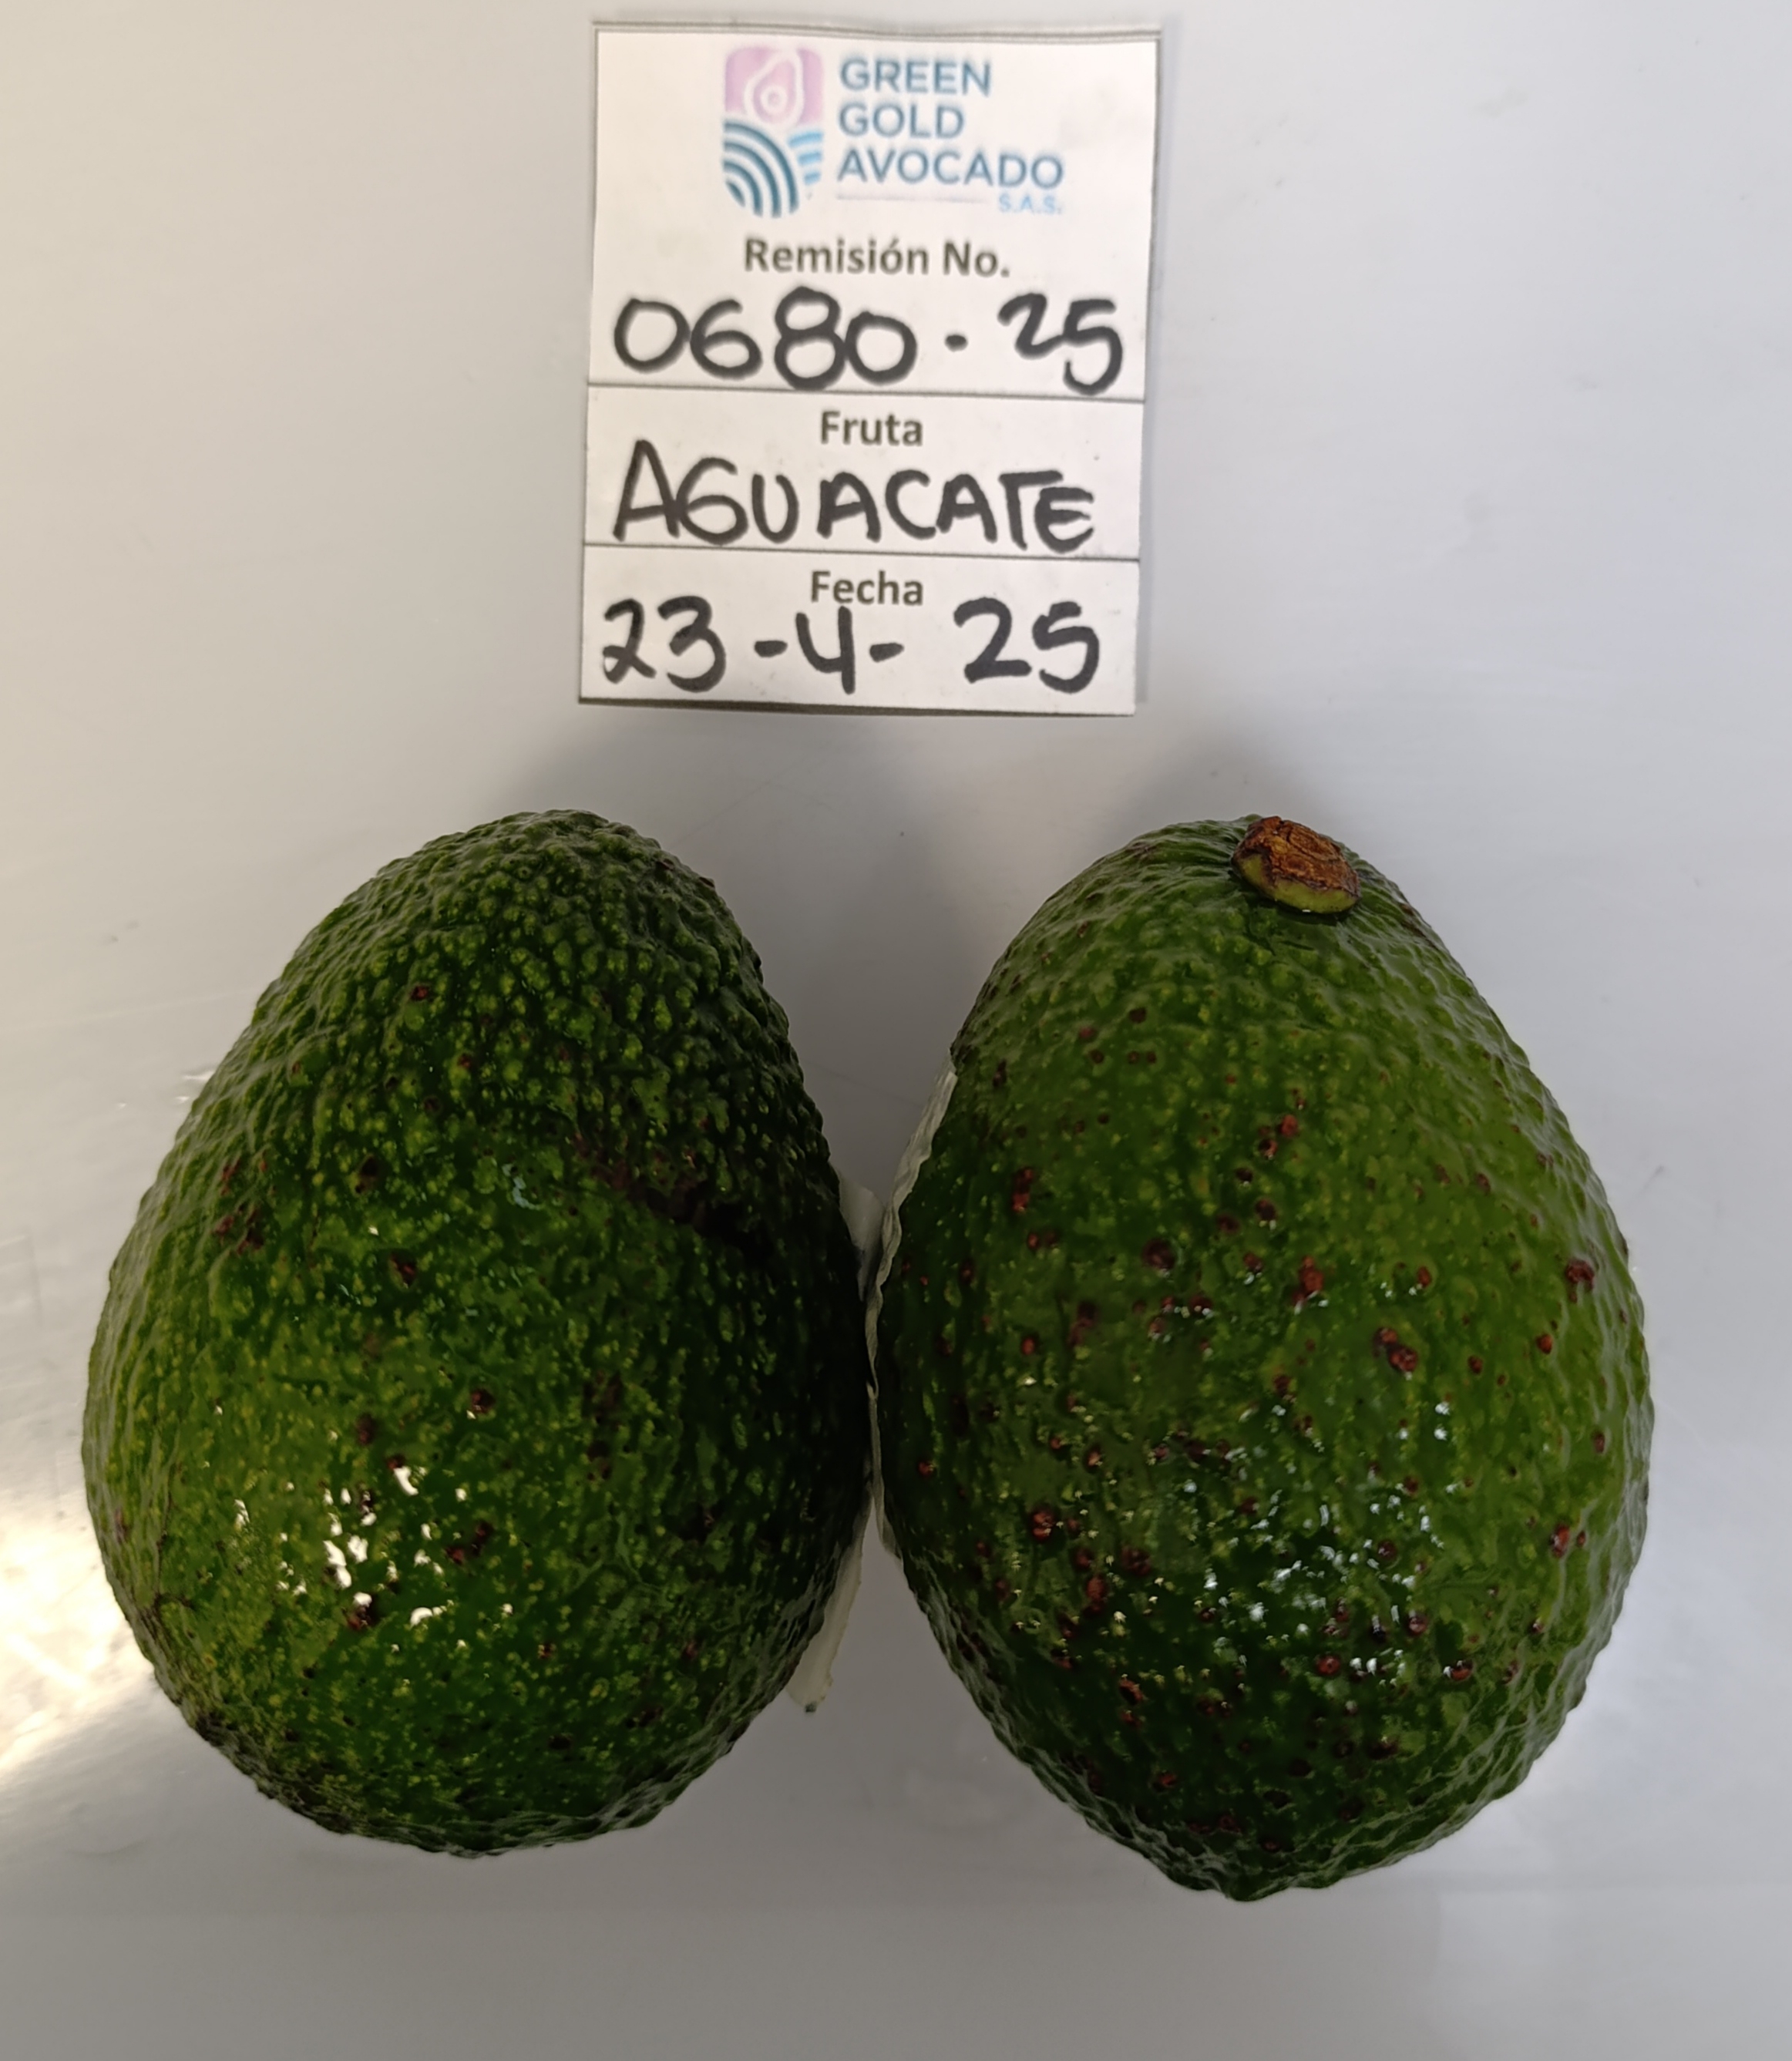 GREEN
GOLD
AVOCADO
S.A.S.
Remisión No.
0680 - 25
Fruta
AGUACATE
Fecha
23-4-25